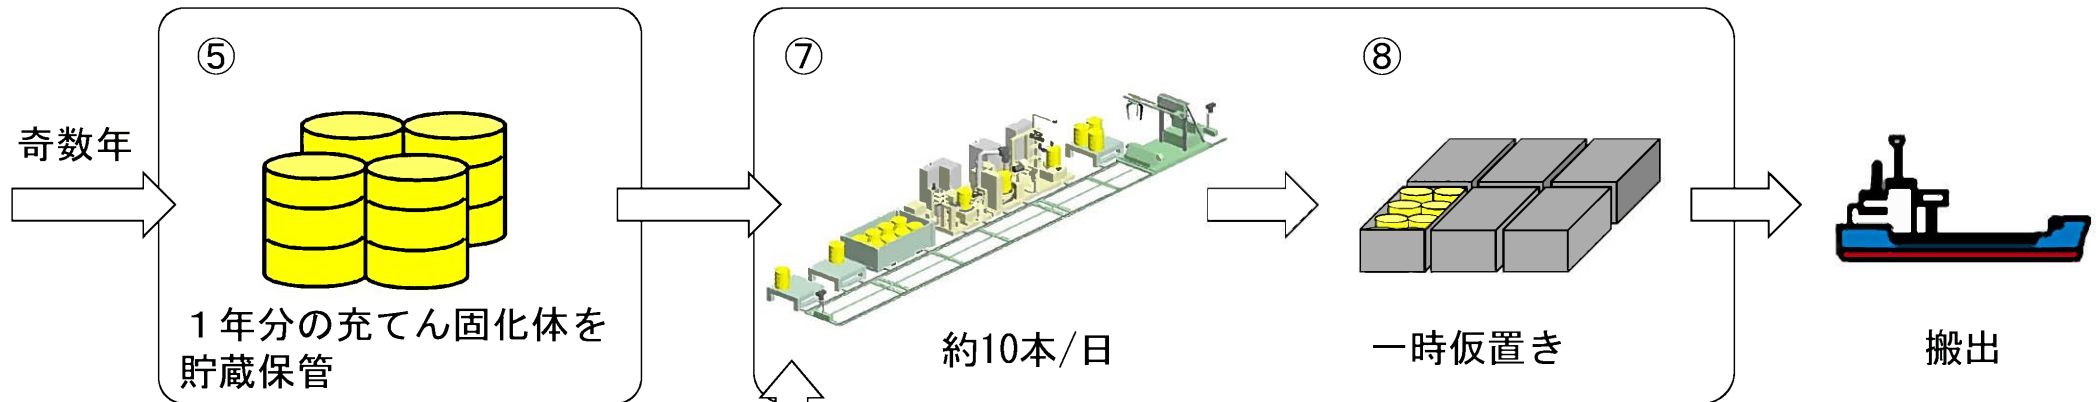 奇数年
⑤
１年分の充てん固化体を
貯蔵保管
⑦
約10本/日
⑧
一時仮置き
搬出